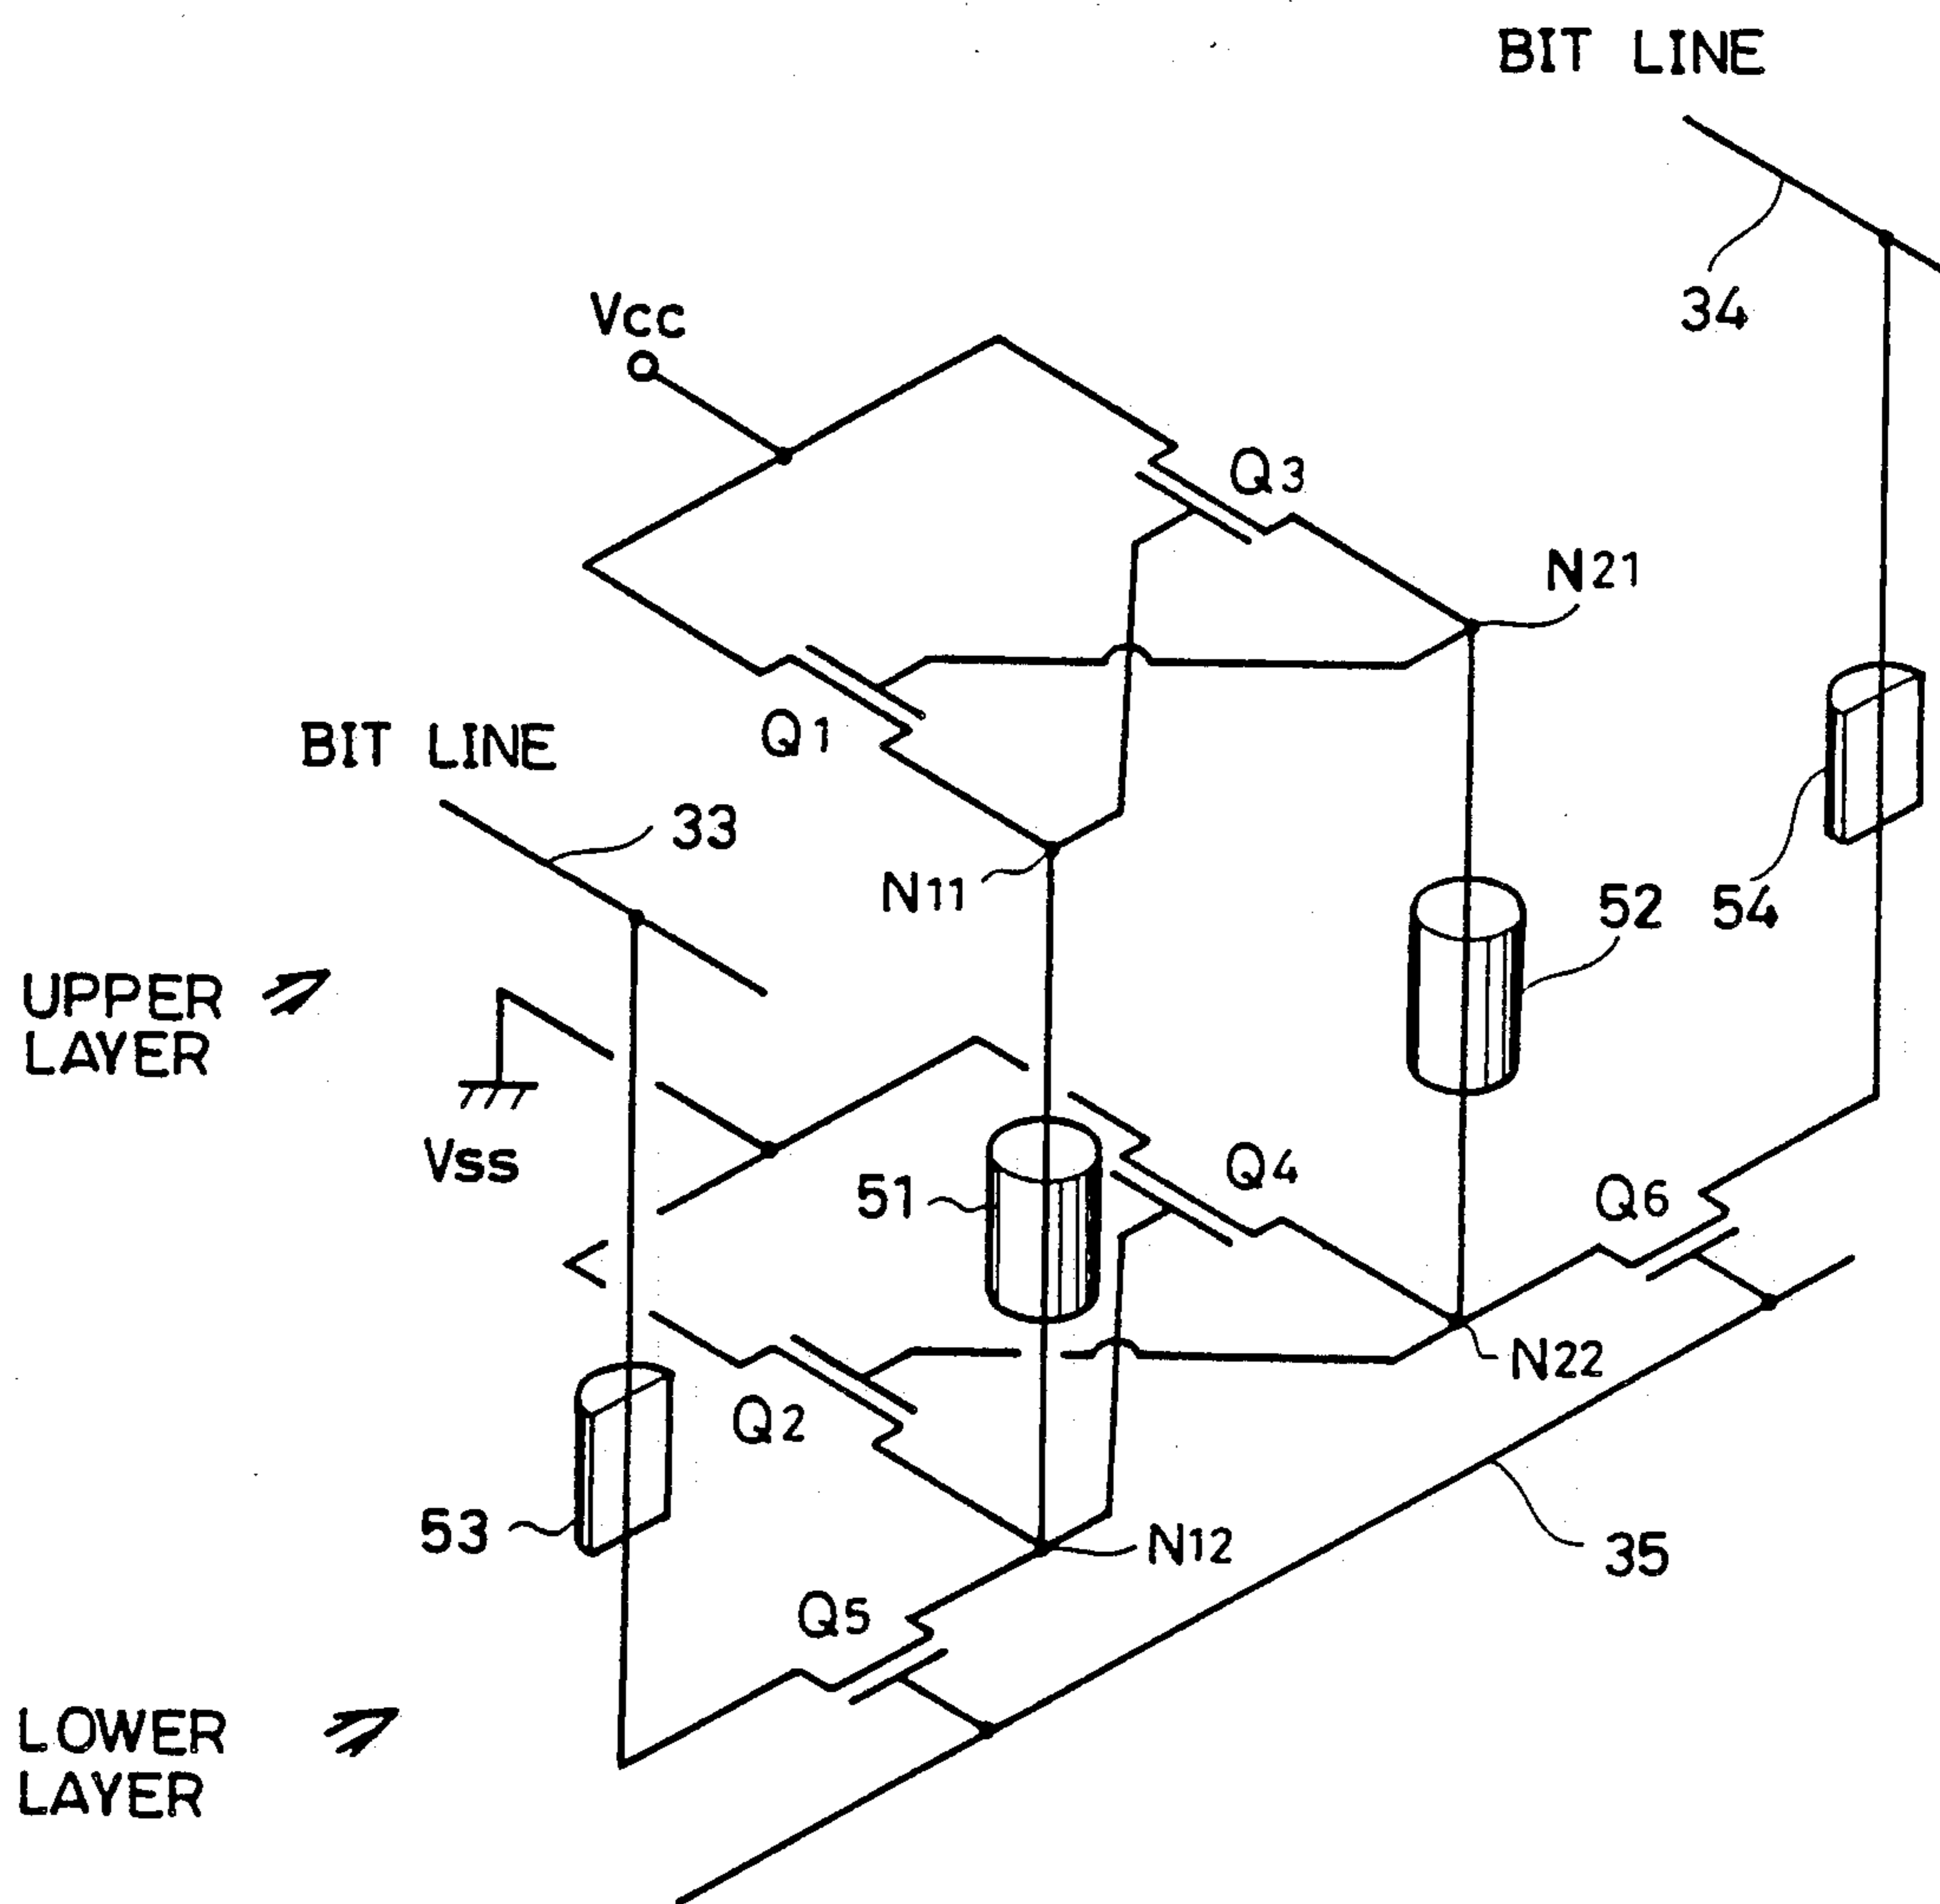 BIT LINE
34
Vcc
Q3
N21
Q1
BIT LINE
33
N11
52
54
UPPER
LAYER
Vss
51
Q4
Q6
N22
Q2
53
N12
35
Q5
LOWER
LAYER